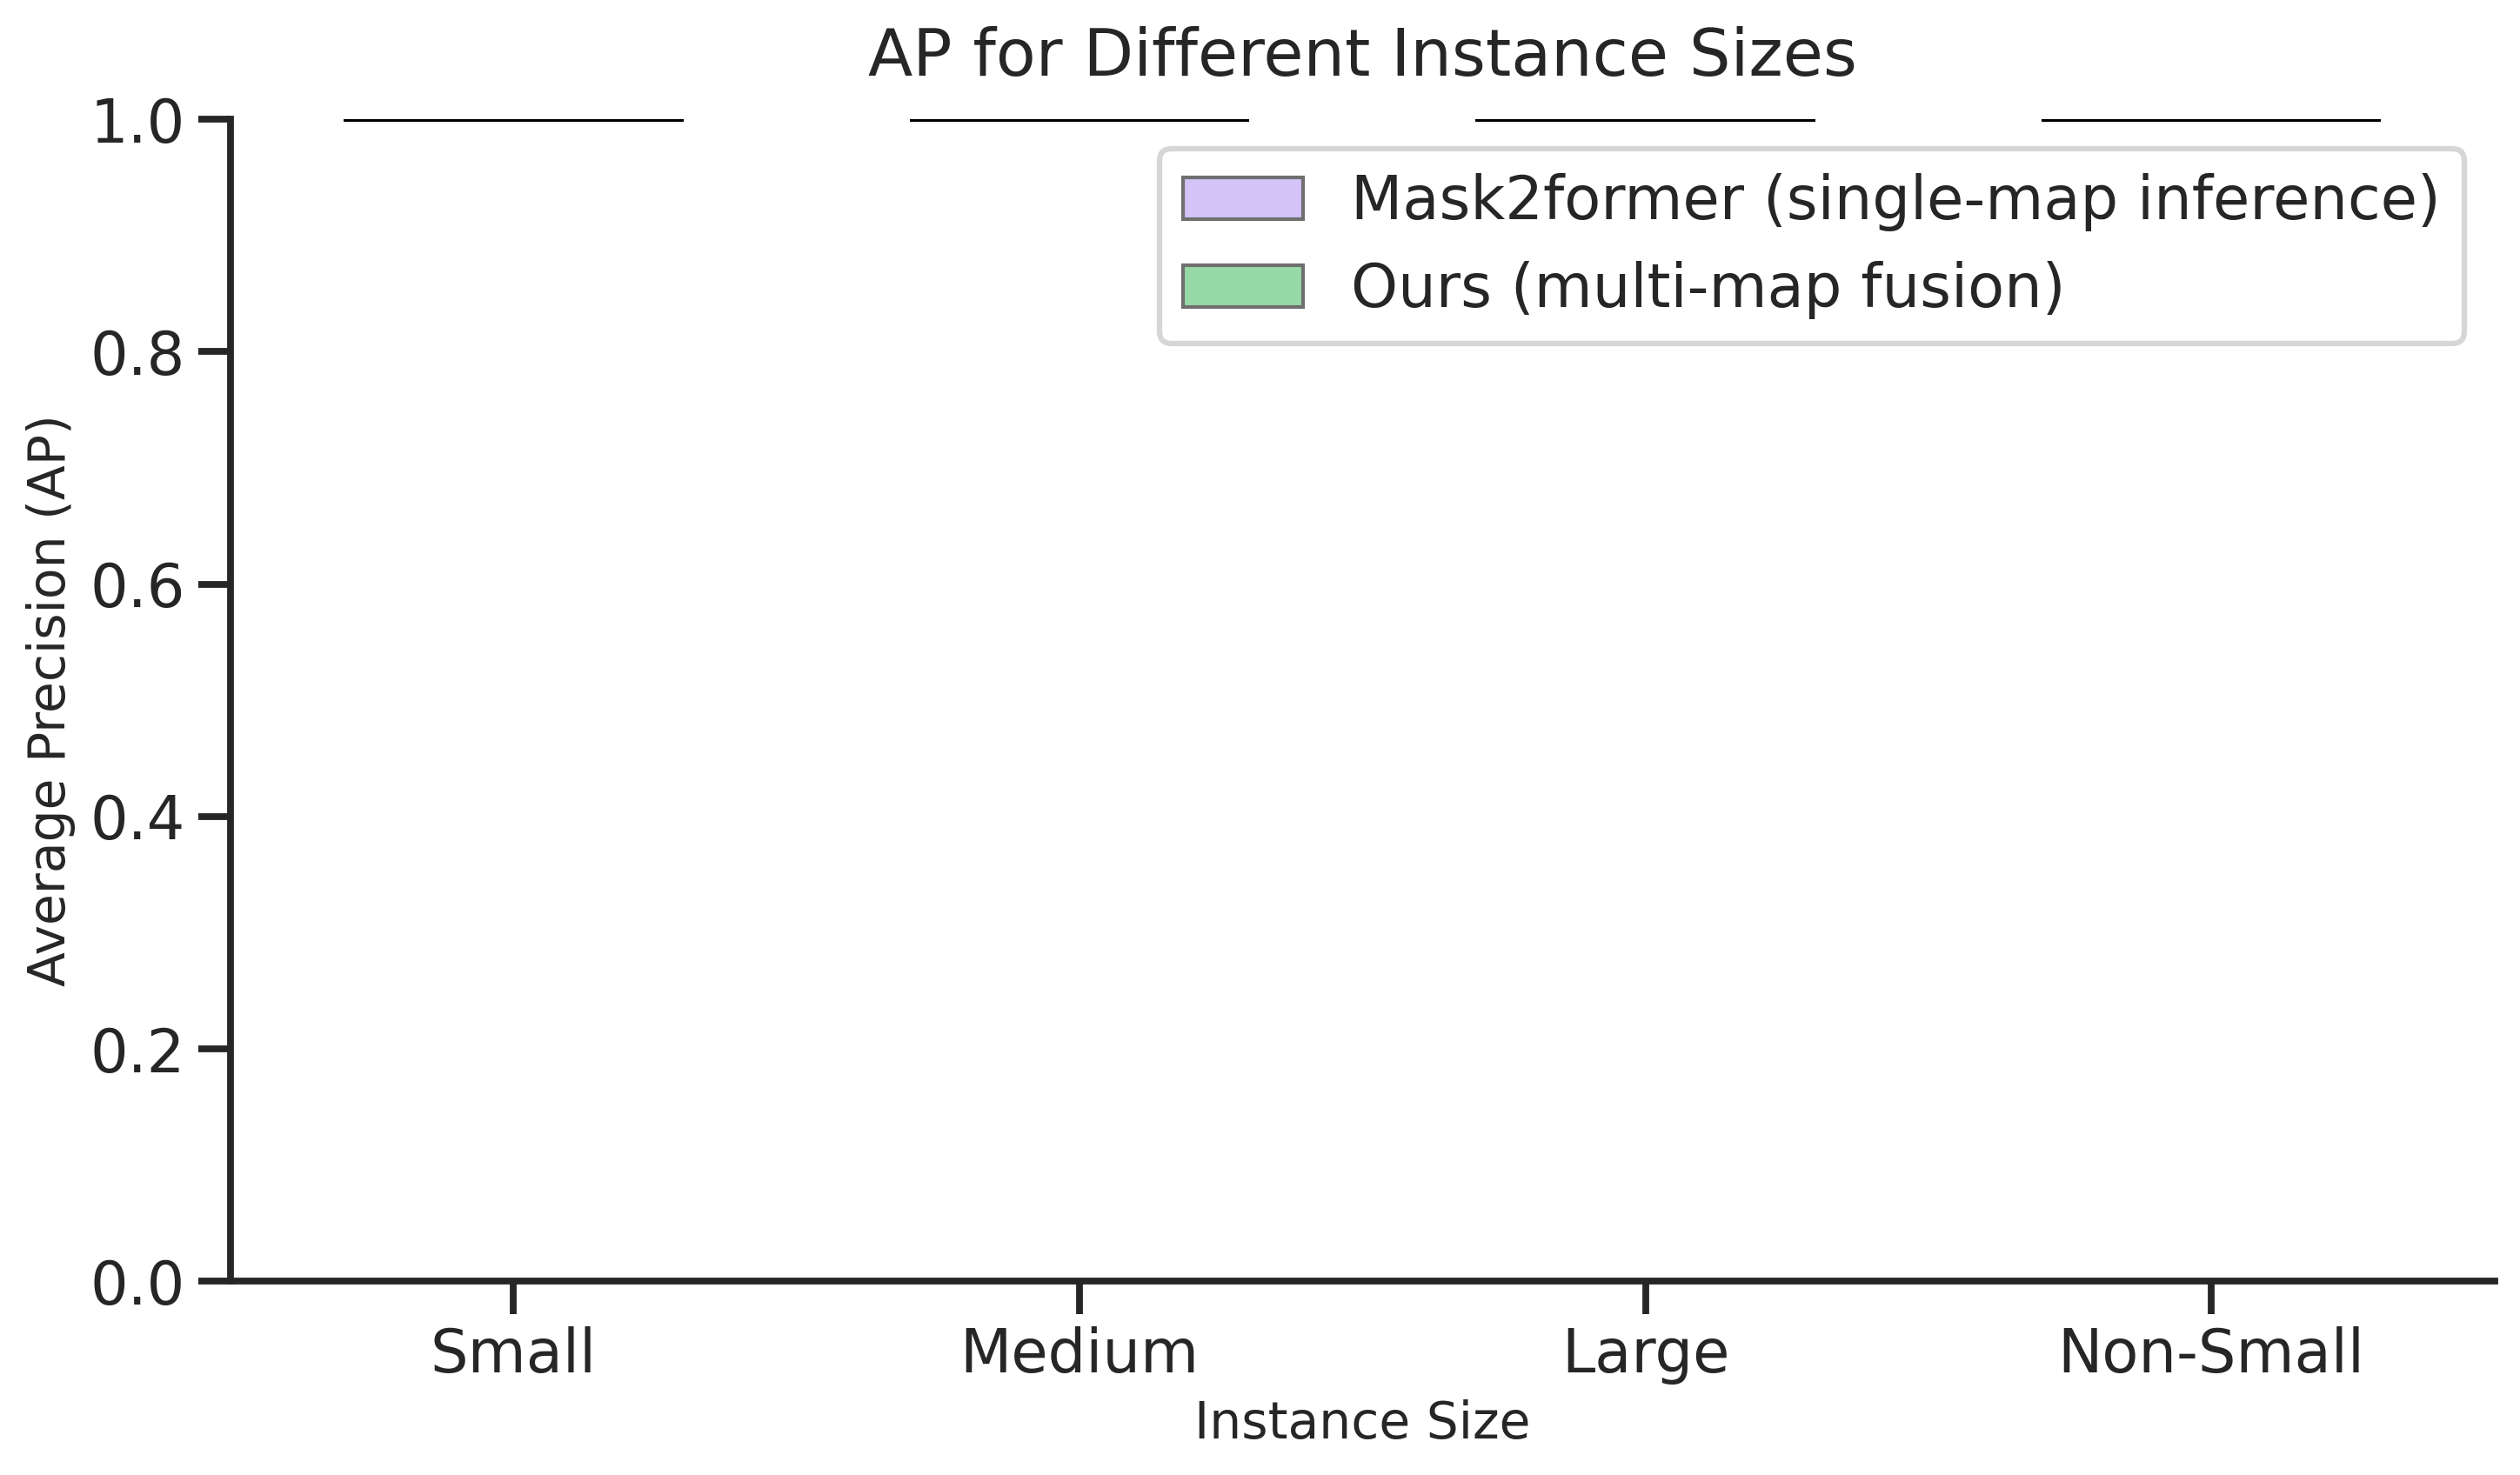 AP for Different Instance Sizes
1.0
Mask2former (single-map inference)
Ours (multi-map fusion)
0.8
0.6
0.4
0.2
0.0
Average Precision (AP)
Small
Medium
Large
Non-Small
Instance Size